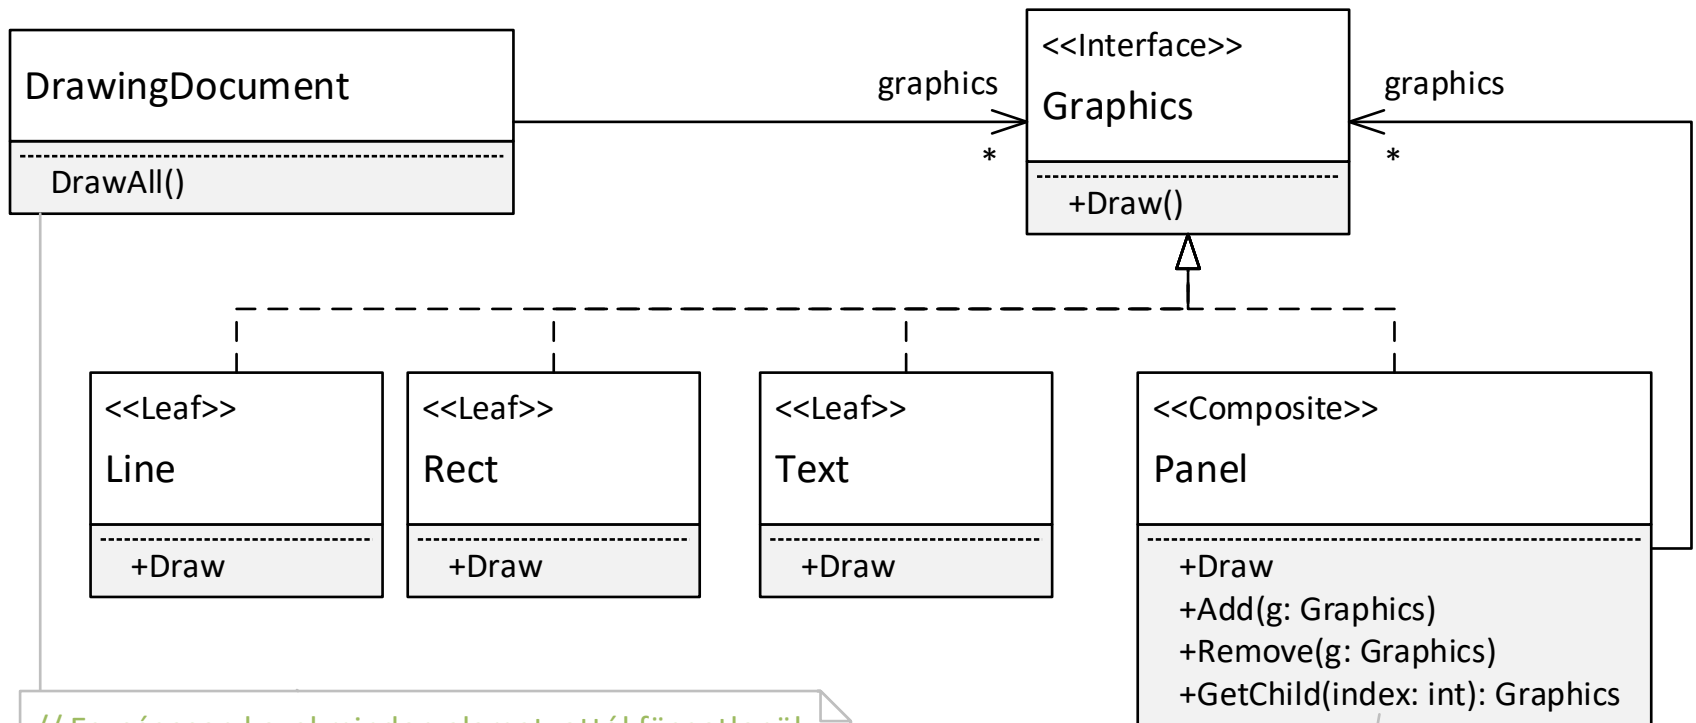 DrawingDocument
DrawAll()
graphics
*
<<Interface>>
Graphics
+Draw()
graphics
*
<<Leaf>>
Line
+Draw
<<Leaf>>
Rect
+Draw
<<Leaf>>
Text
+Draw
<<Composite>>
Panel
+Draw
+Add(g: Graphics)
+Remove(g: Graphics)
+GetChild(index: int): Graphics
//